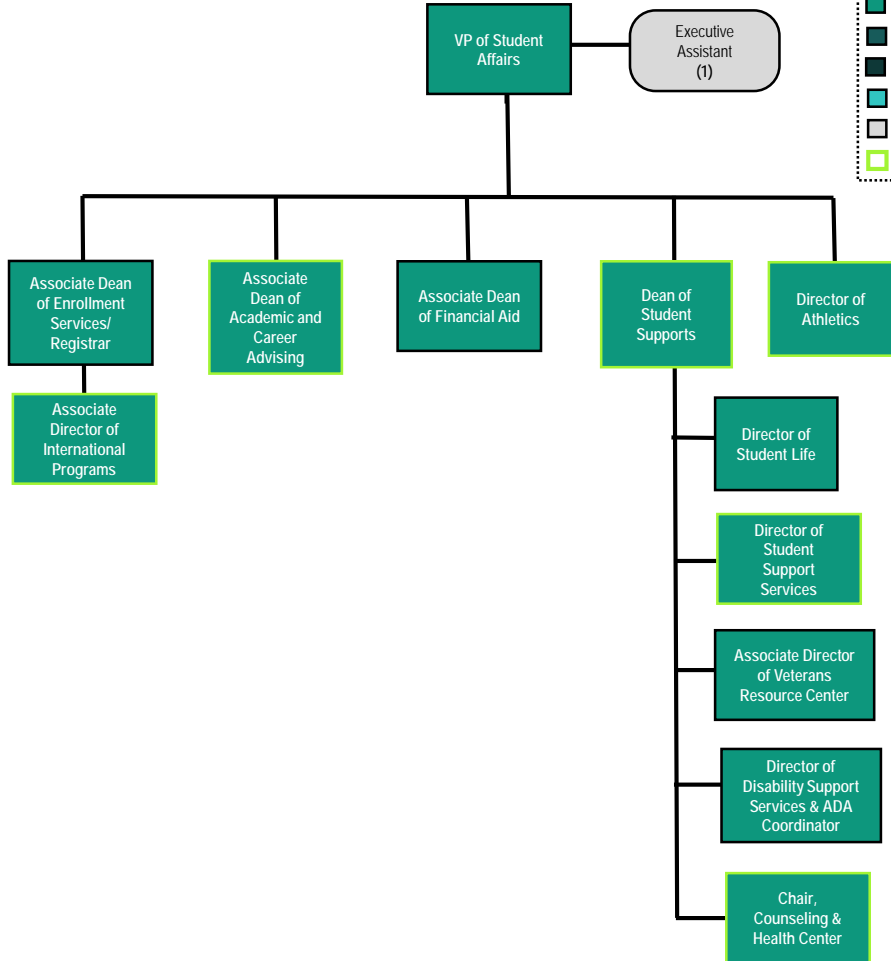 VP of Student
Affairs
Executive
Assistant
(1)
Associate Dean
of Enrollment
Services/
Registrar
Associate
Dean of
Academic and
Career
Advising
Associate Dean
of Financial Aid
Dean of
Student
Supports
Director of
Athletics
Associate
Director of
International
Programs
Director of
Student Life
Director of
Student
Support
Services
Associate Director
of Veterans
Resource Center
Director of
Disability Support
Services & ADA
Coordinator
Chair,
Counseling &
Health Center